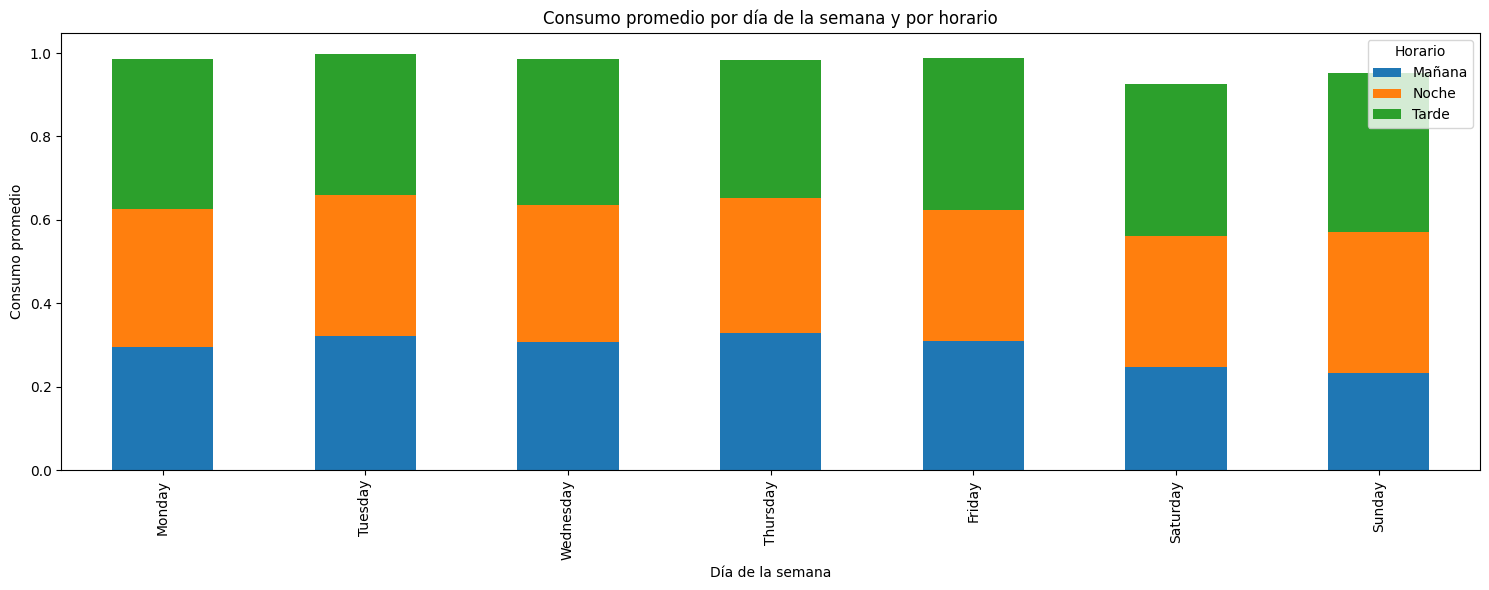 Consumo promedio por día de la semana y por horario
Horario
Mañana
Noche
Tarde
Consumo promedio
1.0
0.8
0.6
0.4
0.2
0.0
Monday
Tuesday
Wednesday
Thursday
Friday
Saturday
Sunday
Día de la semana